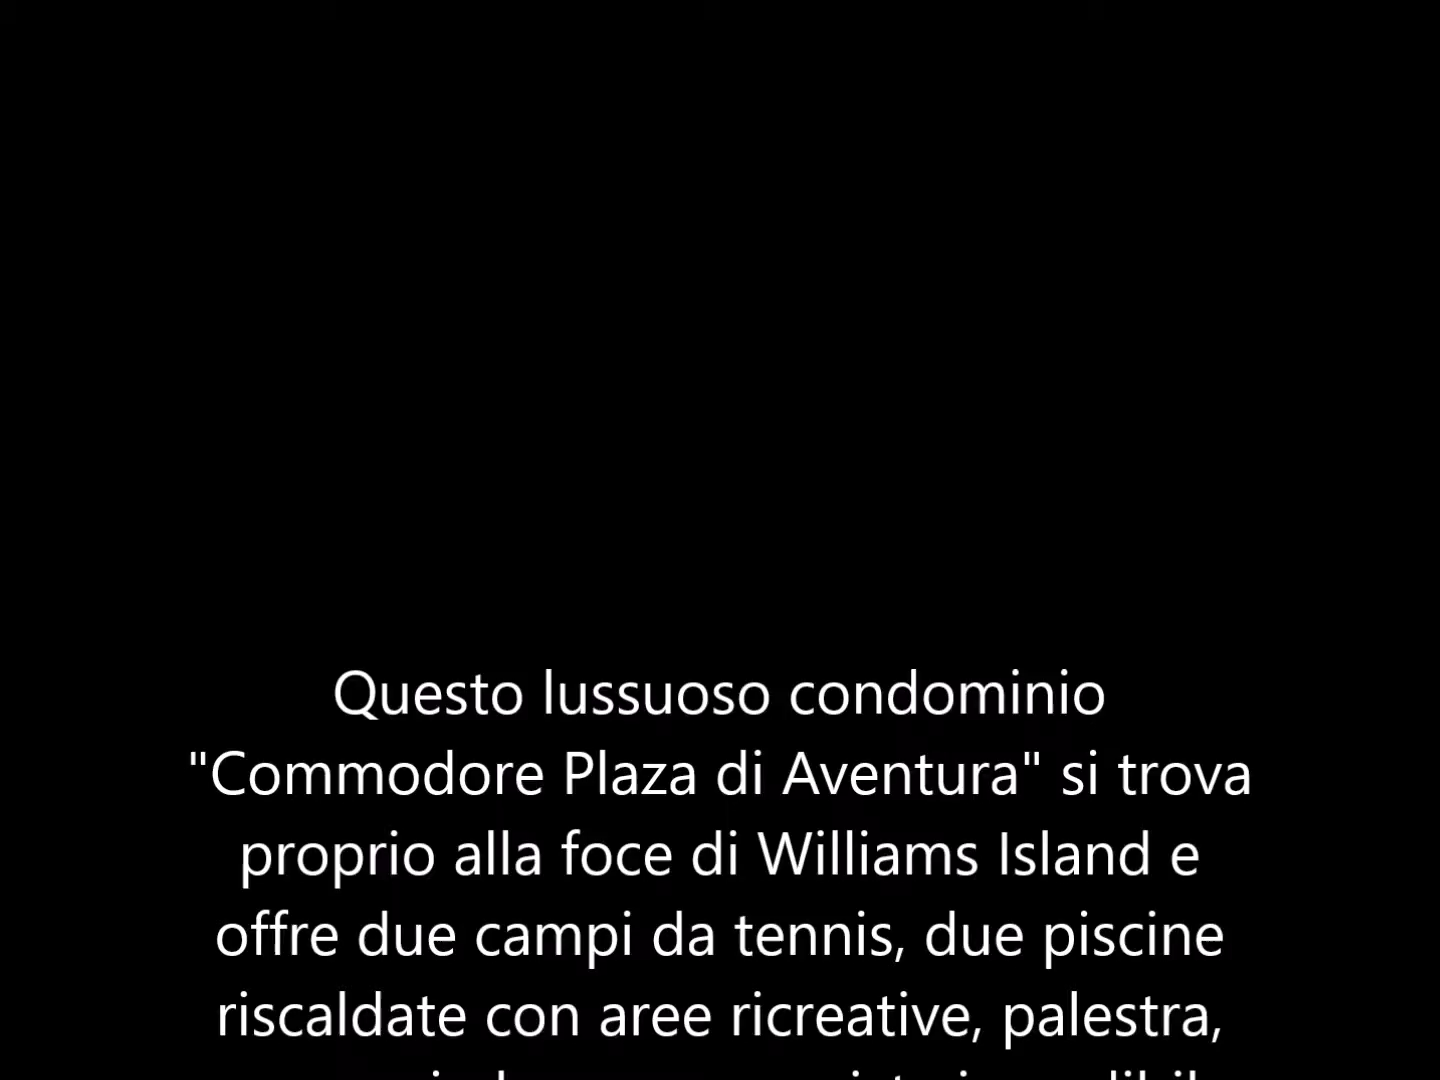 Questo lussuoso condominio
"Commodore Plaza di Aventura" si trova
proprio alla foce di Williams Island e
offre due campi da tennis, due piscine
riscaldate con aree ricreative, palestra,